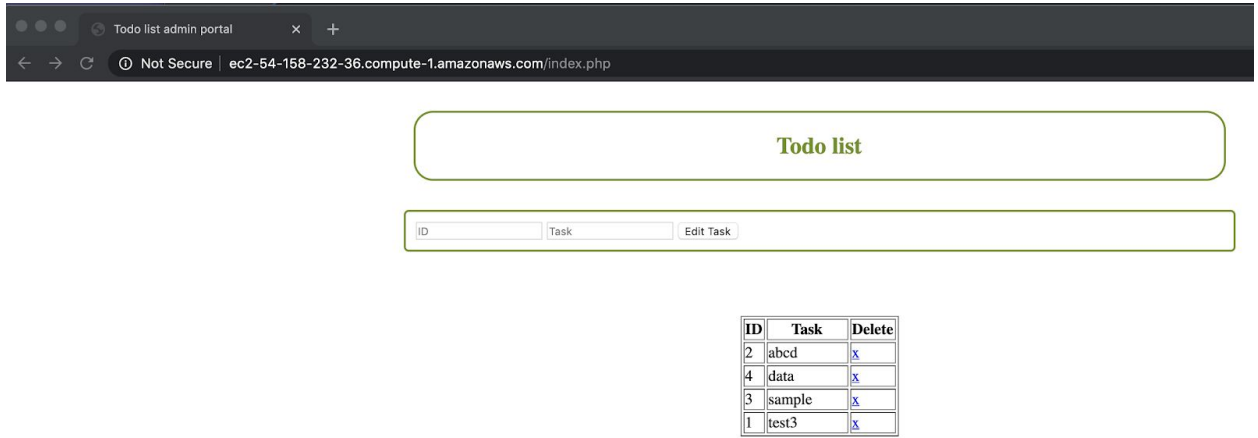 Todo list admin portal
Not Secure ec2-54-158-232-36.compute-1.amazonaws.com/index.php
Todo list
ID Task Edit Task
ID Task Delete
2 abcd x
4 data x
3 sample x
1 test3 x